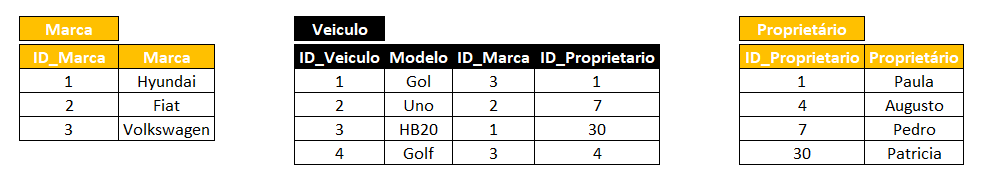 Marca
ID_Marca Marca
1 Hyundai
2 Fiat
3 Volkswagen
Veiculo
ID_Veiculo Modelo ID_Marca ID_Proprietario
1 Gol 3 1
2 Uno 2 7
3 HB20 1 30
4 Golf 3 4
Proprietário
ID_Proprietario Proprietário
1 Paula
4 Augusto
7 Pedro
30 Patricia